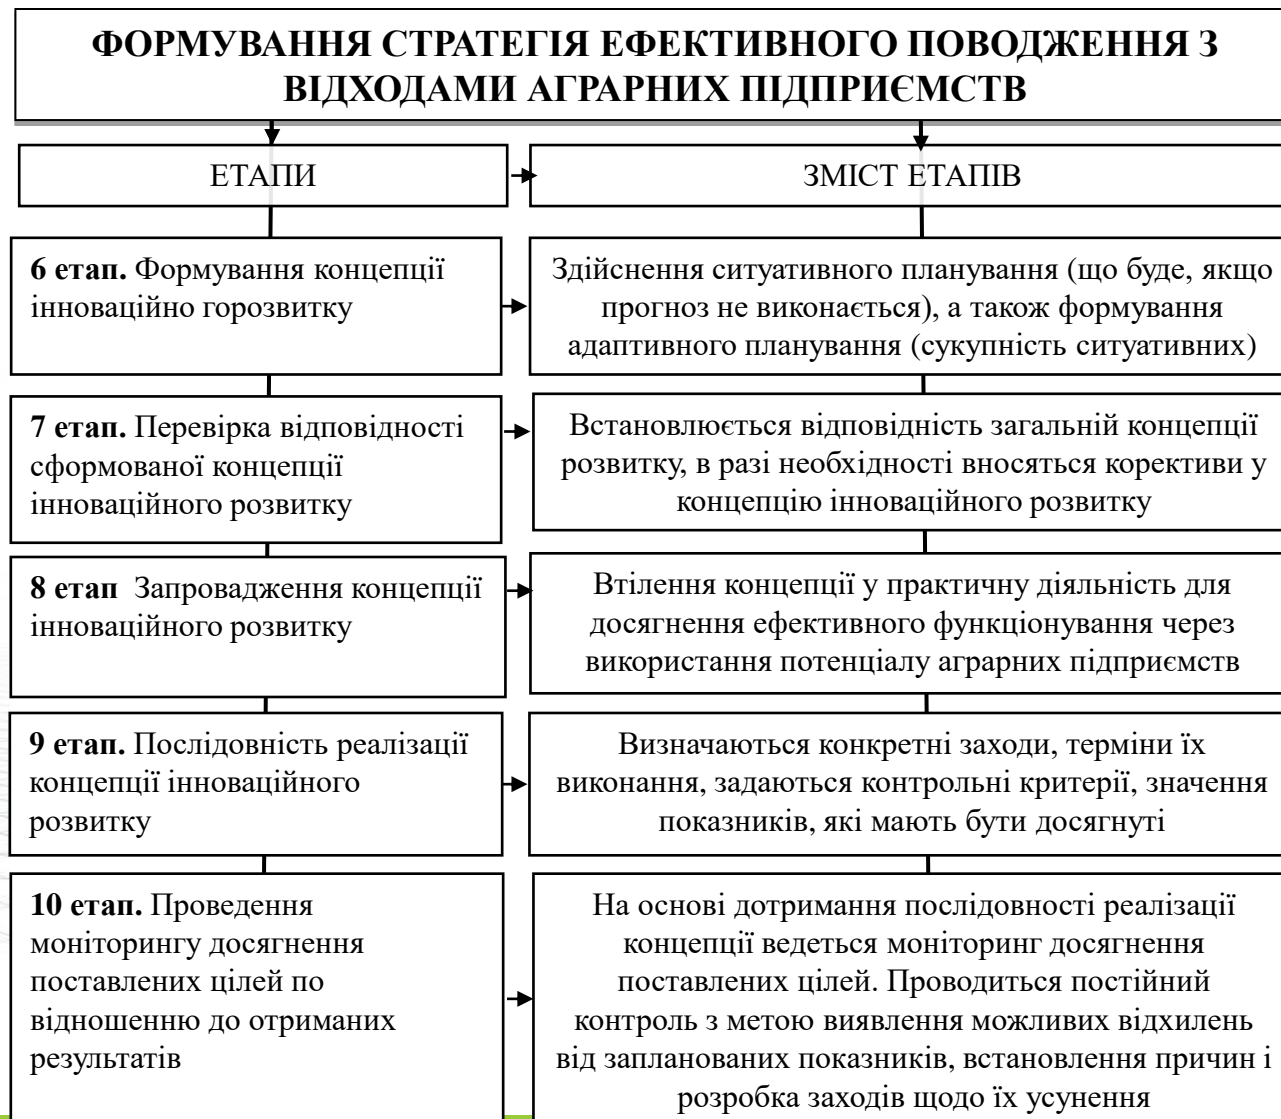 ФОРМУВАННЯ СТРАТЕГІЯ ЕФЕКТИВНОГО ПОВОДЖЕННЯ З
ВІДХОДАМИ АГРАРНИХ ПІДПРИЄМСТВ
ЕТАПИ
ЗМІСТ ЕТАПІВ
6 етап. Формування концепції
інноваційно горозвитку
Здійснення ситуативного планування (що буде, якщо
прогноз не виконається), а також формування
адаптивного планування (сукупність ситуативних)
7 етап. Перевірка відповідності
сформованої концепції
інноваційного розвитку
Встановлюється відповідність загальній концепції
розвитку, в разі необхідності вносяться корективи у
концепцію інноваційного розвитку
8 етап Запровадження концепції
інноваційного розвитку
Втілення концепції у практичну діяльність для
досягнення ефективного функціонування через
використання потенціалу аграрних підприємств
9 етап. Послідовність реалізації
концепції інноваційного
розвитку
Визначаються конкретні заходи, терміни їх
виконання, задаються контрольні критерії, значення
показників, які мають бути досягнуті
10 етап. Проведення
моніторингу досягнення
поставлених цілей по
відношенню до отриманих
результатів
На основі дотримання послідовності реалізації
концепції ведеться моніторинг досягнення
поставлених цілей. Проводиться постійний
контроль з метою виявлення можливих відхилень
від запланованих показників, встановлення причин і
розробка заходів щодо їх усунення